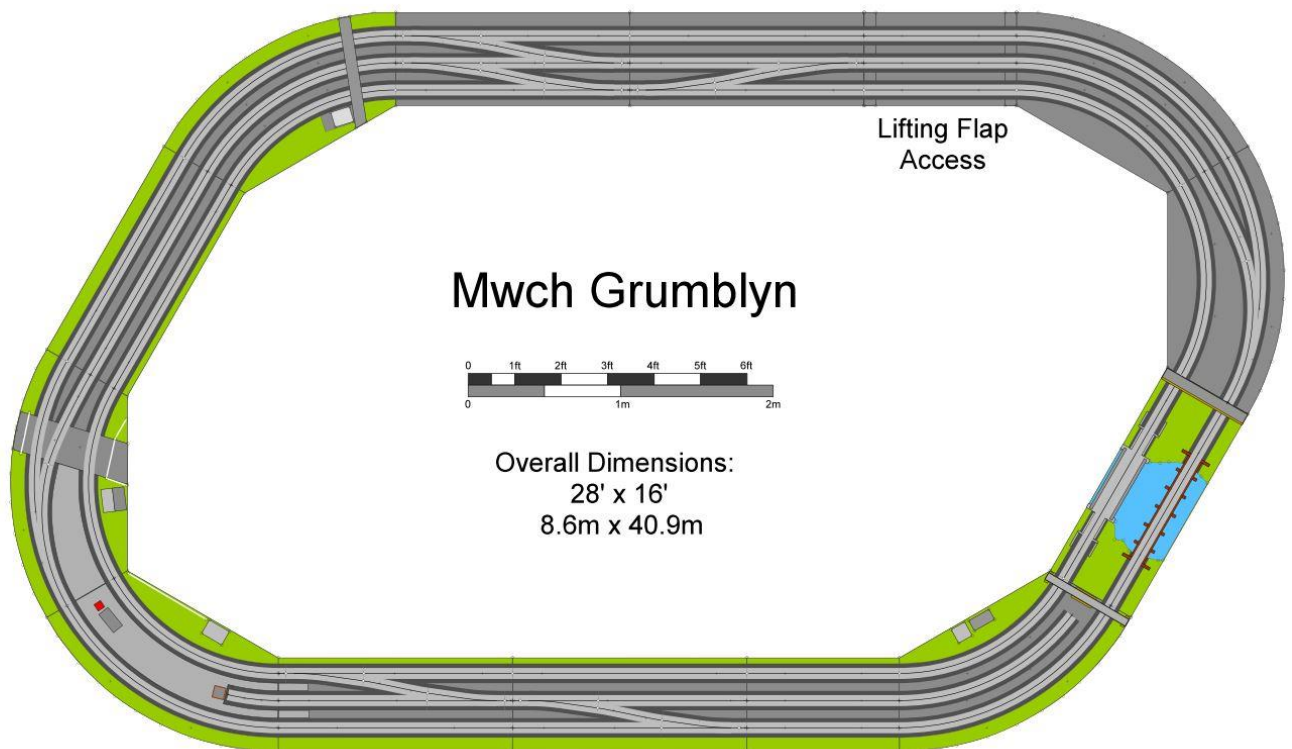 Lifting Flap
Access
Mwch Grumblyn
0 1ft 2ft 3ft 4ft 5ft 6ft
0 1m 2m
Overall Dimensions:
28' x 16'
8.6m x 40.9m